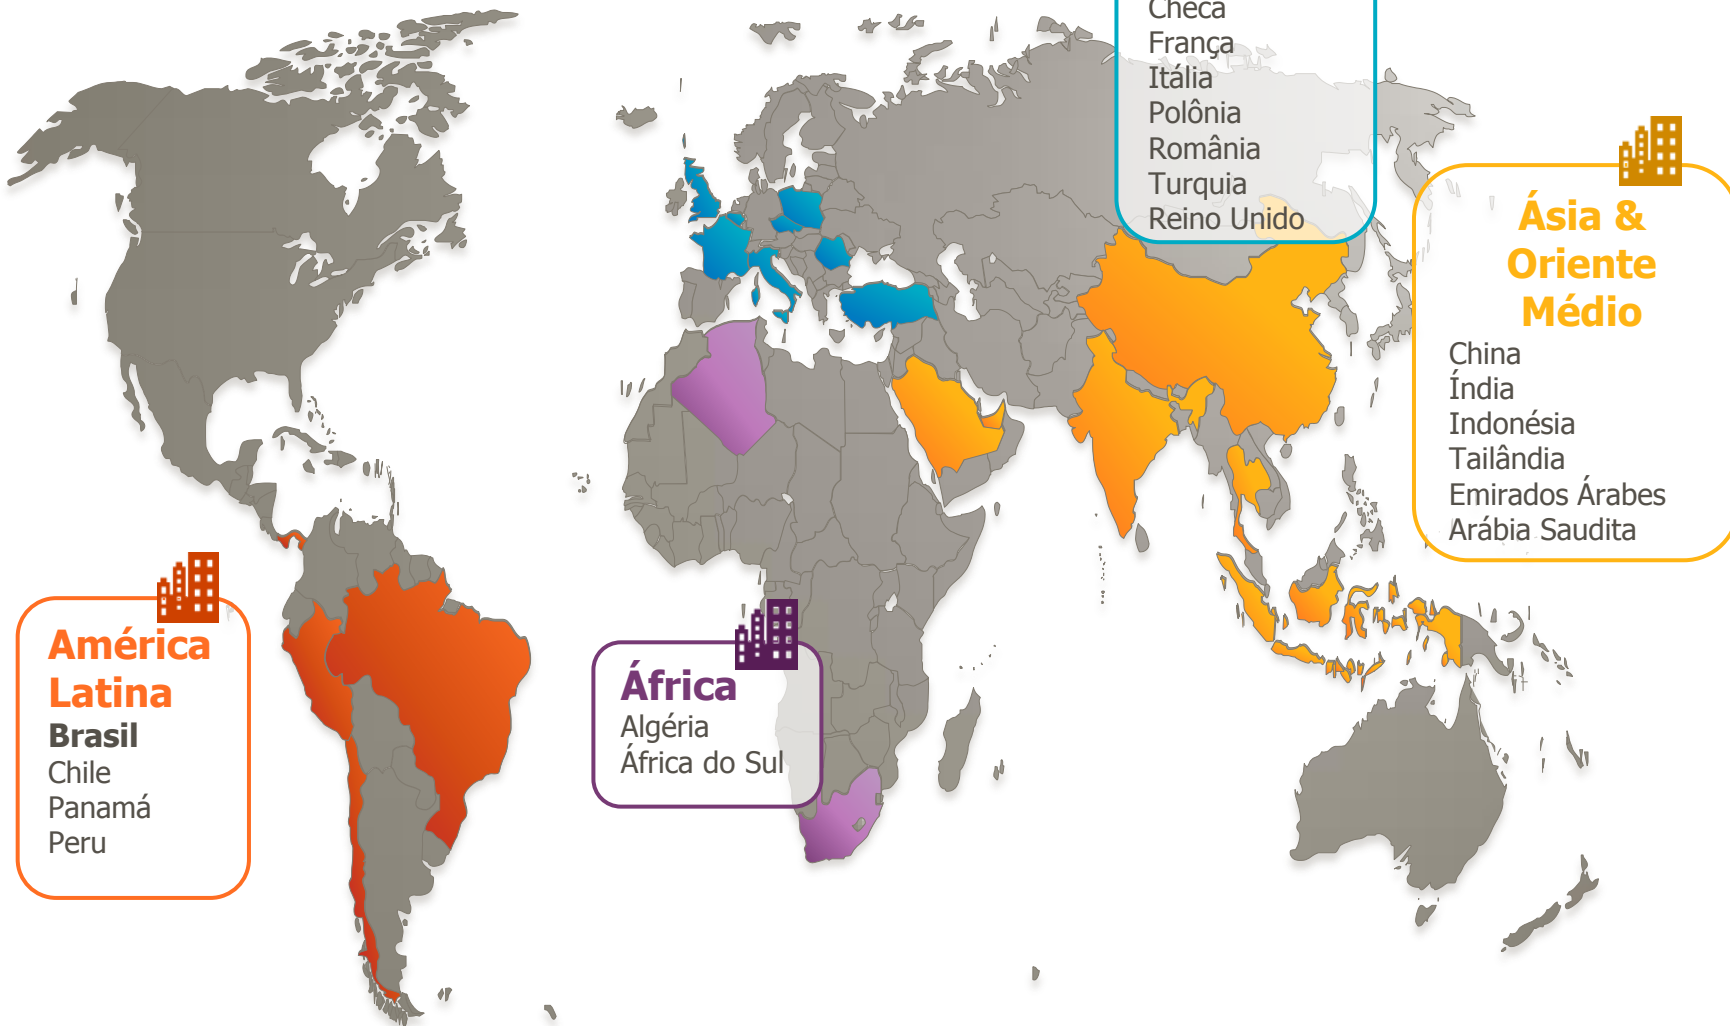 Checa
França
Itália
Polônia
România
Turquia
Reino Unido
Ásia &
Oriente
Médio
China
Índia
Indonésia
Tailândia
Emirados Árabes
Arábia Saudita
América
Latina
Brasil
Chile
Panamá
Peru
África
Algéria
África do Sul